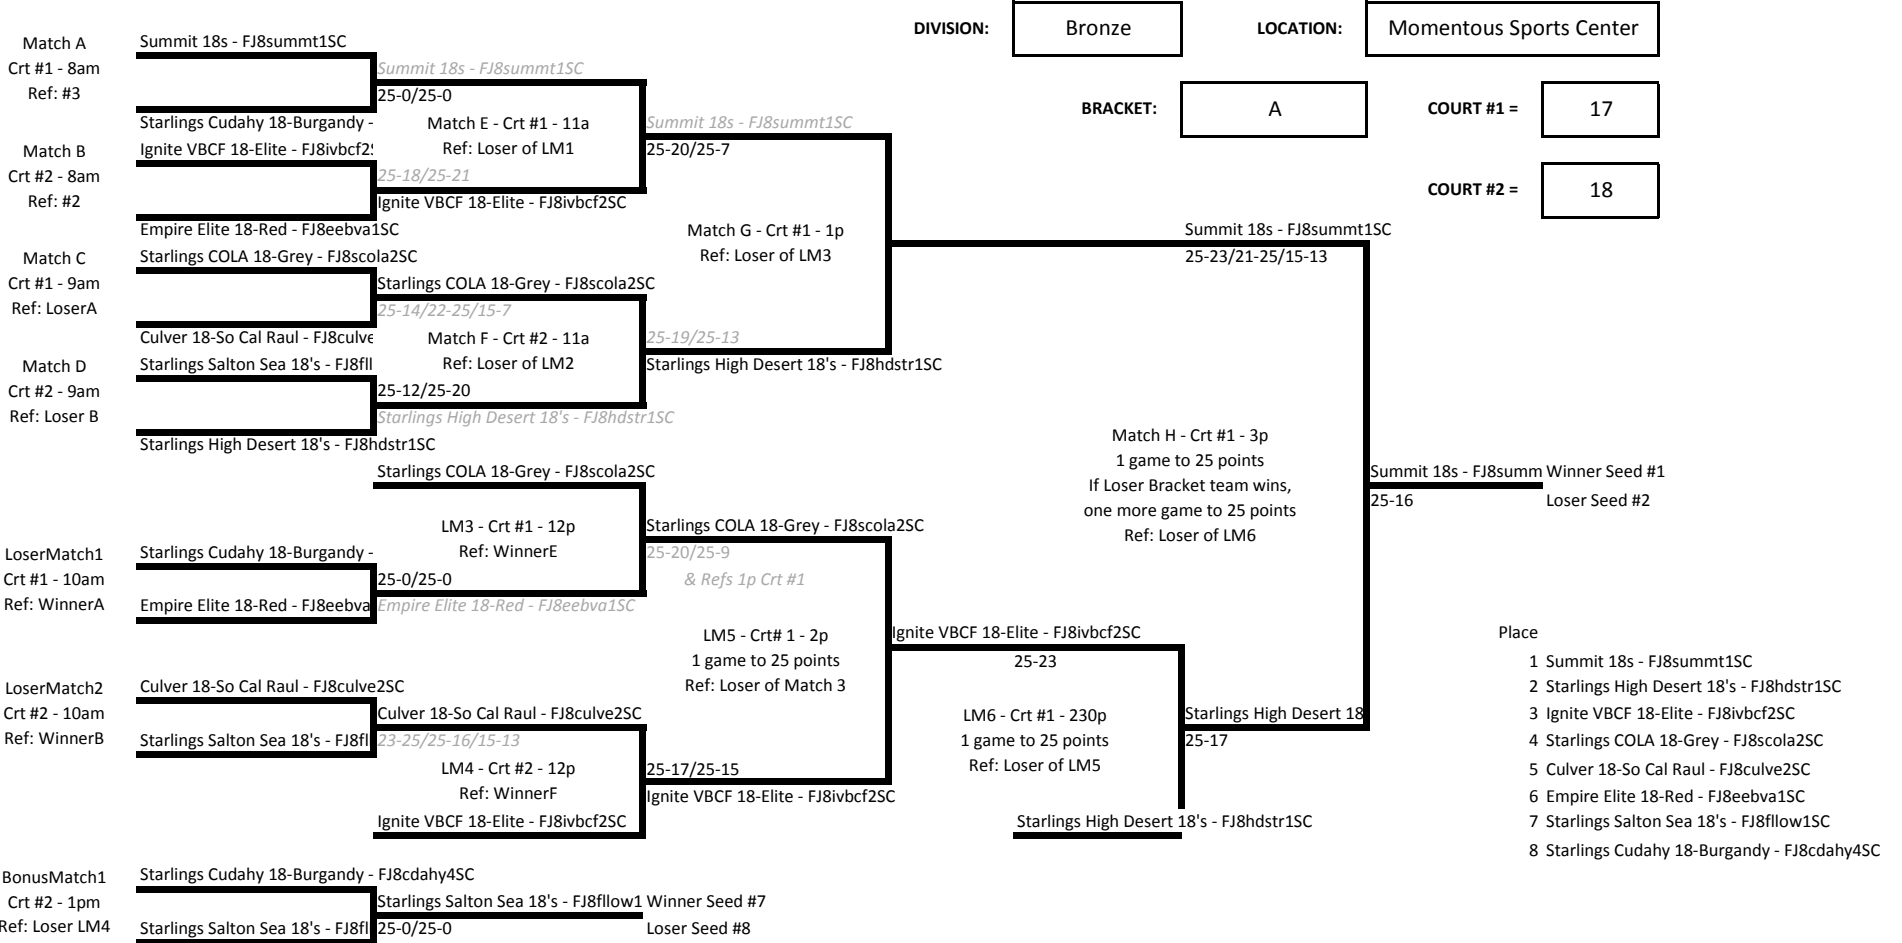 DIVISION: Bronze LOCATION: Momentous Sports Center
BRACKET: A COURT #1 = 17
COURT #2 = 18
Match A
Crt #1 - 8am
Ref: #3
Summit 18s - FJ8summt1SC
Starlings Cudahy 18-Burgandy -
Match B
Crt #2 - 8am
Ref: #2
Ignite VBCF 18-Elite - FJ8ivbcf2
Empire Elite 18-Red - FJ8eebva1SC
Match C
Crt #1 - 9am
Ref: LoserA
Starlings COLA 18-Grey - FJ8scola2SC
Culver 18-So Cal Raul - FJ8culve
Match D
Crt #2 - 9am
Ref: Loser B
Starlings Salton Sea 18's - FJ8fll
Starlings High Desert 18's - FJ8hdstr1SC
Summit 18s - FJ8summt1SC
25-0/25-0
Match E - Crt #1 - 11a
Ref: Loser of LM1
25-18/25-21
Ignite VBCF 18-Elite - FJ8ivbcf2SC
Starlings COLA 18-Grey - FJ8scola2SC
25-14/22-25/15-7
Match F - Crt #2 - 11a
Ref: Loser of LM2
25-12/25-20
Starlings High Desert 18's - FJ8hdstr1SC
Summit 18s - FJ8summt1SC
25-20/25-7
Match G - Crt #1 - 1p
Ref: Loser of LM3
25-19/25-13
Starlings High Desert 18's - FJ8hdstr1SC
Summit 18s - FJ8summt1SC
25-23/21-25/15-13
Match H - Crt #1 - 3p
1 game to 25 points
If Loser Bracket team wins,
one more game to 25 points
Ref: Loser of LM6
Summit 18s - FJ8summ Winner Seed #1
25-16 Loser Seed #2
LoserMatch1
Crt #1 - 10am
Ref: WinnerA
Starlings Cudahy 18-Burgandy -
Empire Elite 18-Red - FJ8eebva
LoserMatch2
Crt #2 - 10am
Ref: WinnerB
Culver 18-So Cal Raul - FJ8culve2SC
Starlings Salton Sea 18's - FJ8fl
Starlings COLA 18-Grey - FJ8scola2SC
LM3 - Crt #1 - 12p
Ref: WinnerE
25-0/25-0
Empire Elite 18-Red - FJ8eebva1SC
Culver 18-So Cal Raul - FJ8culve2SC
23-25/25-16/15-13
LM4 - Crt #2 - 12p
Ref: WinnerF
Ignite VBCF 18-Elite - FJ8ivbcf2SC
Starlings COLA 18-Grey - FJ8scola2SC
25-20/25-9
& Refs 1p Crt #1
LM5 - Crt# 1 - 2p
1 game to 25 points
Ref: Loser of Match 3
25-17/25-15
Ignite VBCF 18-Elite - FJ8ivbcf2SC
Ignite VBCF 18-Elite - FJ8ivbcf2SC
25-23
LM6 - Crt #1 - 230p
1 game to 25 points
Ref: Loser of LM5
Starlings High Desert 18's - FJ8hdstr1SC
Starlings High Desert 18
25-17
BonusMatch1
Crt #2 - 1pm
Ref: Loser LM4
Starlings Cudahy 18-Burgandy - FJ8cdahy4SC
Starlings Salton Sea 18's - FJ8fl
Starlings Salton Sea 18's - FJ8fllow1 Winner Seed #7
25-0/25-0 Loser Seed #8
Place
1 Summit 18s - FJ8summt1SC
2 Starlings High Desert 18's - FJ8hdstr1SC
3 Ignite VBCF 18-Elite - FJ8ivbcf2SC
4 Starlings COLA 18-Grey - FJ8scola2SC
5 Culver 18-So Cal Raul - FJ8culve2SC
6 Empire Elite 18-Red - FJ8eebva1SC
7 Starlings Salton Sea 18's - FJ8fllow1SC
8 Starlings Cudahy 18-Burgandy - FJ8cdahy4SC